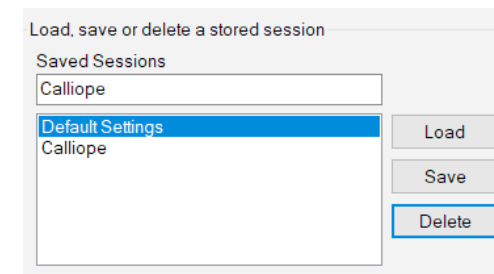 Load, save or delete a stored session
Saved Sessions
Calliope
Default Settings
Calliope
Load
Save
Delete